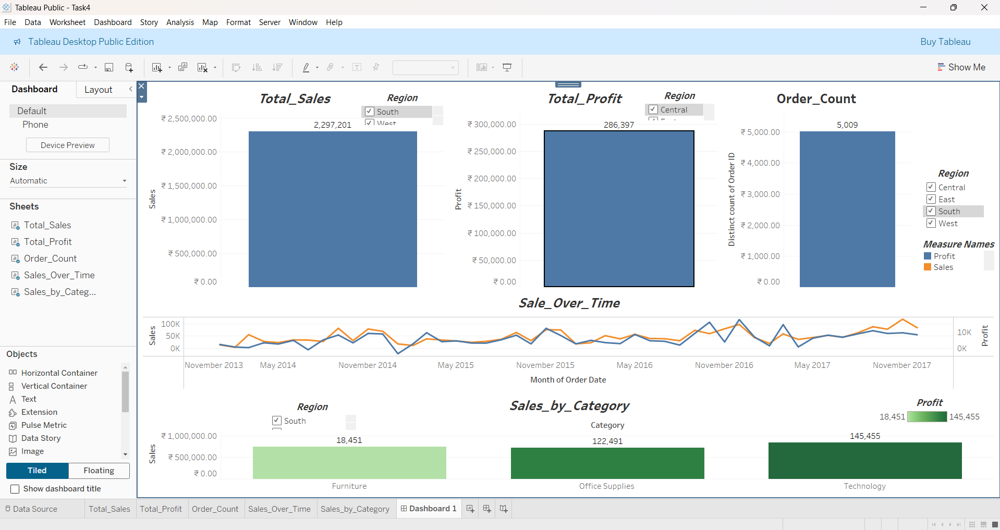 Tableau Public - Task4
File Data Worksheet Dashboard Story Analysis Map Format Server Window Help
Tableau Desktop Public Edition
Buy Tableau
Show Me
Dashboard
Layout
Default
Phone
Device Preview
Size
Automatic
Sheets
Total_Sales
Total_Profit
Order_Count
Sales_Over_Time
Sales_by_Categ...
Objects
Horizontal Container
Vertical Container
Text
Extension
Pulse Metric
Data Story
Image
Tiled
Floating
Show dashboard title
Total_Sales
Region
South
West
2,297,201
Sales
₹ 2,500,000.00
₹ 2,000,000.00
₹ 1,500,000.00
₹ 1,000,000.00
₹ 500,000.00
₹ 0.00
Total_Profit
Region
Central
286,397
Profit
₹ 300,000.00
₹ 250,000.00
₹ 200,000.00
₹ 150,000.00
₹ 100,000.00
₹ 50,000.00
₹ 0.00
Order_Count
5,009
Distinct count of Order ID
₹ 5,000.00
₹ 4,000.00
₹ 3,000.00
₹ 2,000.00
₹ 1,000.00
₹ 0.00
Region
Central
East
South
West
Measure Names
Profit
Sales
Sale_Over_Time
Sales
100K
50K
0K
10K
0K
Profit
November 2013 May 2014 November 2014 May 2015 November 2015 May 2016 November 2016 May 2017 November 2017
Month of Order Date
Region
South
Sales_by_Category
Category
Profit
18,451 145,455
Sales
₹ 1,000,000.00
₹ 500,000.00
₹ 0.00
18,451
122,491
145,455
Furniture Office Supplies Technology
Data Source Total_Sales Total_Profit Order_Count Sales_Over_Time Sales_by_Category Dashboard 1